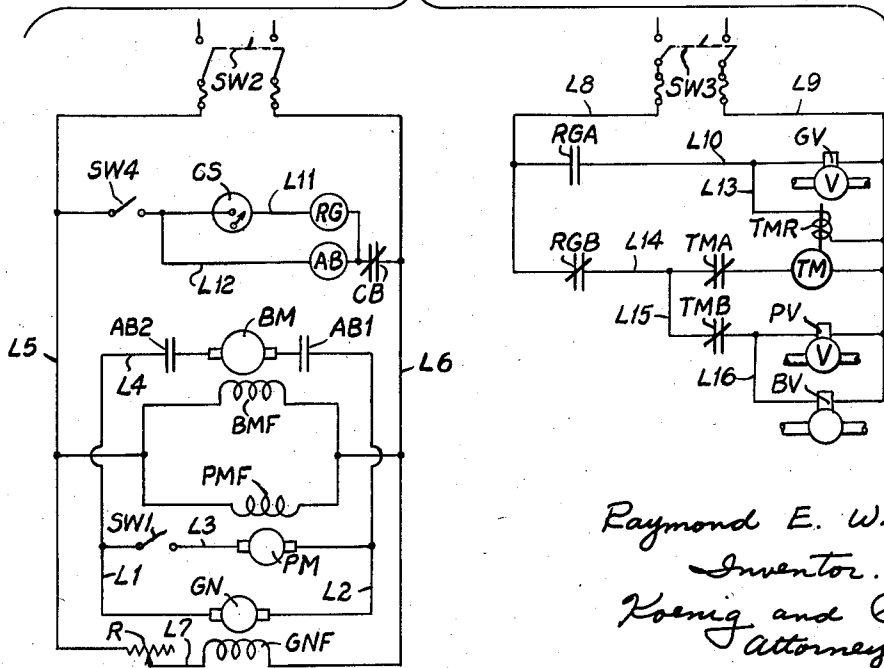 SW2
SW3
L8
L9
RGA
L10
GV
L13
V
SW4
CS
L11
RG
TMR
RGB
L14
TMA
AB
L12
CB
TM
L15
TMB
PV
AB2
BM
AB1
L5
L4
L6
V
L16
BV
BMF
PMF
SW1
L3
PM
L1
L2
GN
R
L7
GNF
Raymond E. W.
Inventor.
Koenig and
Attorney